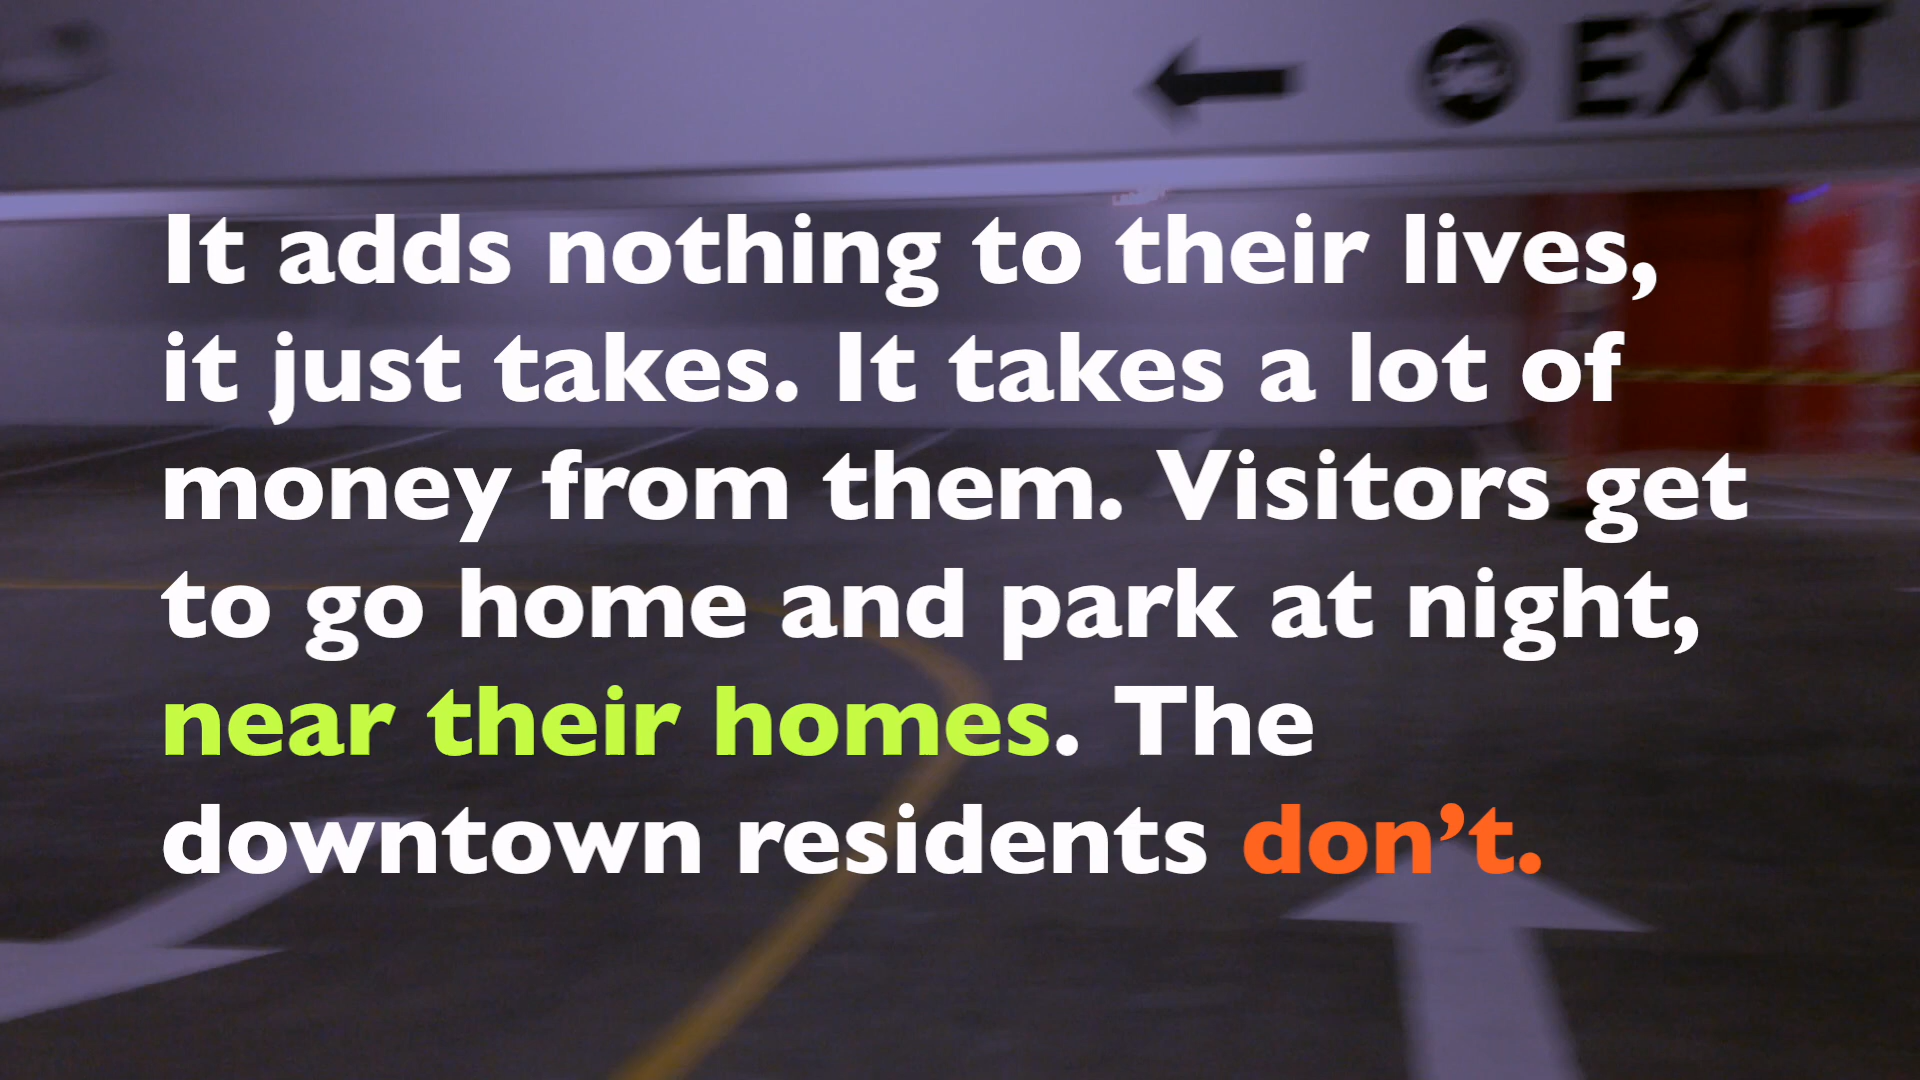 EXIT
It adds nothing to their lives,
it just takes. It takes a lot of
money from them. Visitors get
to go home and park at night,
near their homes. The
downtown residents don’t.